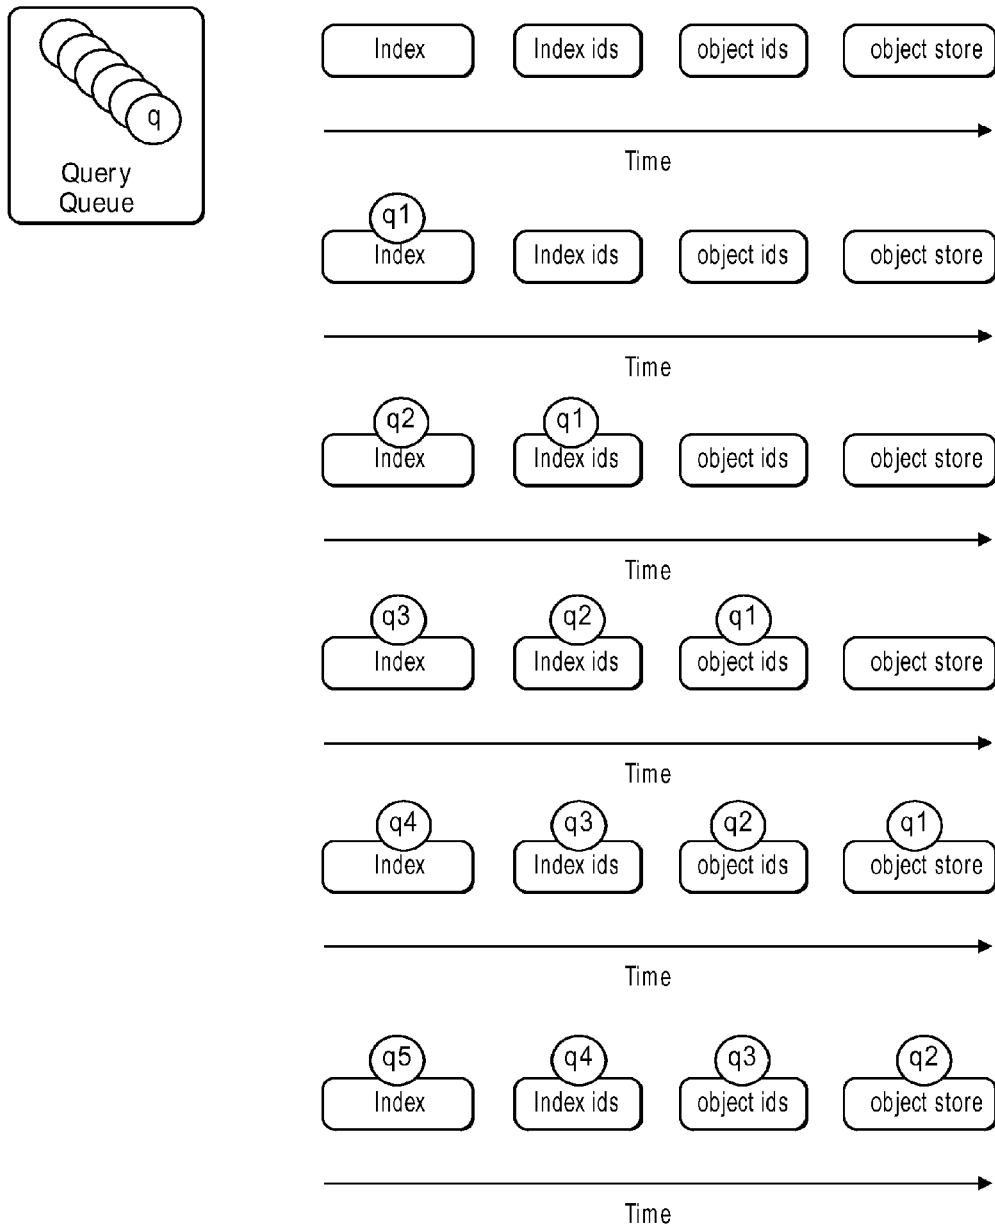 q
Query
Queue
Index Index ids object ids object store
Time
q1
Index Index ids object ids object store
Time
q2 q1
Index Index ids object ids object store
Time
q3 q2 q1
Index Index ids object ids object store
Time
q4 q3 q2 q1
Index Index ids object ids object store
Time
q5 q4 q3 q2
Index Index ids object ids object store
Time